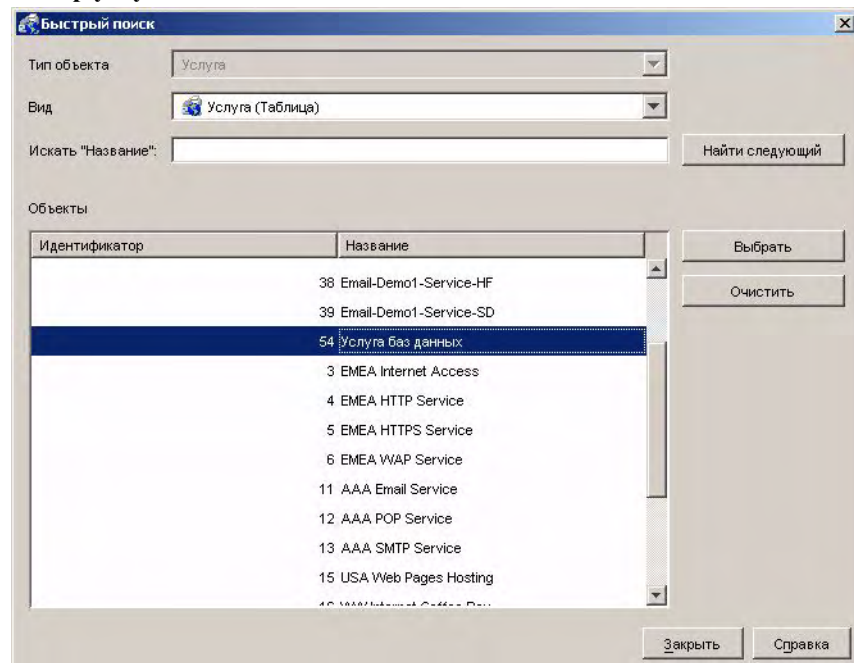 Быстрый поиск
Тип объекта Услуга
Вид Услуга (Таблица)
Искать "Название": Найти следующий
Объекты
Идентификатор Название
Выбрать
38 Email-Demo1-Service-HF
Очистить
39 Email-Demo1-Service-SD
54 Услуга баз данных
3 EMEA Internet Access
4 EMEA HTTP Service
5 EMEA HTTPS Service
6 EMEA WAP Service
11 AAA Email Service
12 AAA POP Service
13 AAA SMTP Service
15 USA Web Pages Hosting
Закрыть Справка